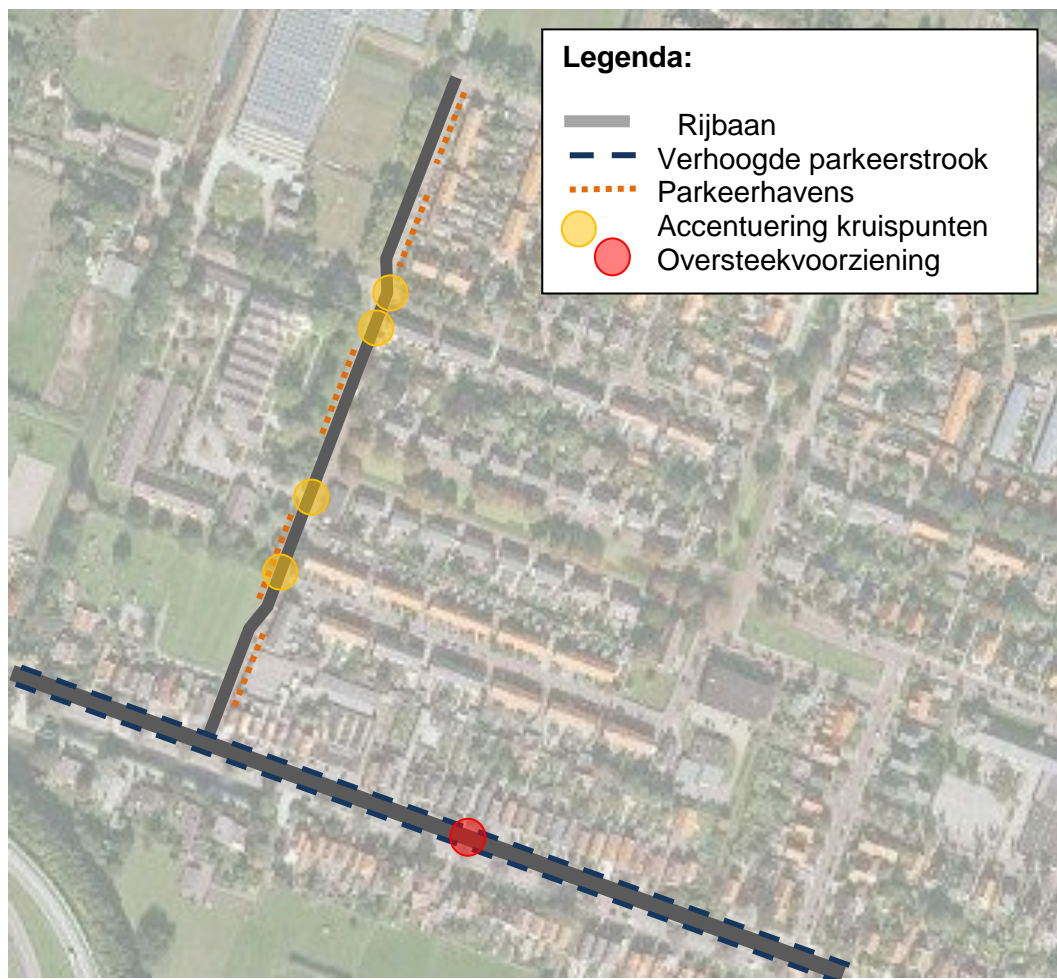 Legenda:
Rijbaan
Verhoogde parkeerstrook
Parkeerhavens
Accentuering kruispunten
Oversteekvoorziening